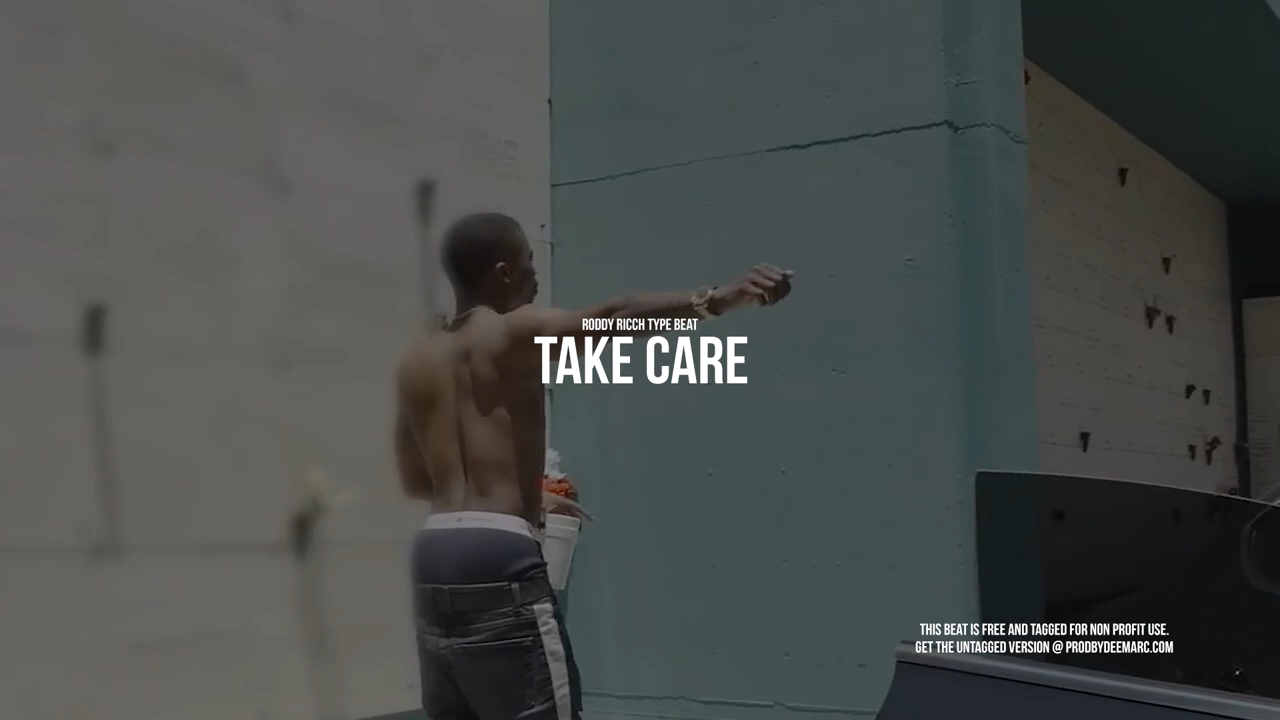 RODDY RICCH TYPE BEAT
TAKE CARE
THIS BEAT IS FREE AND TAGGED FOR NON PROFIT USE.
GET THE UNTAGGED VERSION @ PRODBYDEEMARC.COM